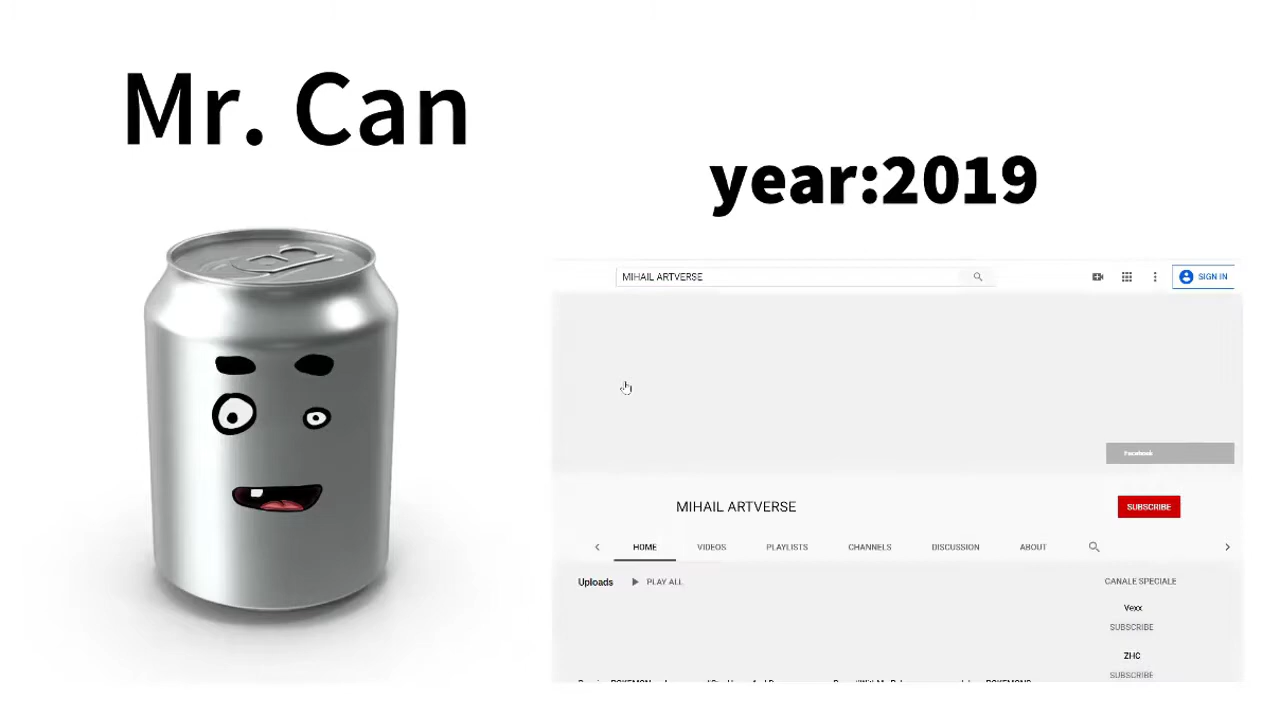 Mr. Can
year:2019
MIHAIL ARTVERSE
SIGN IN
Facebook
MIHAIL ARTVERSE
SUBSCRIBE
HOME VIDEOS PLAYLISTS CHANNELS DISCUSSION ABOUT
Uploads PLAY ALL
CANALE SPECIALE
Vexx
SUBSCRIBE
ZHC
SUBSCRIBE